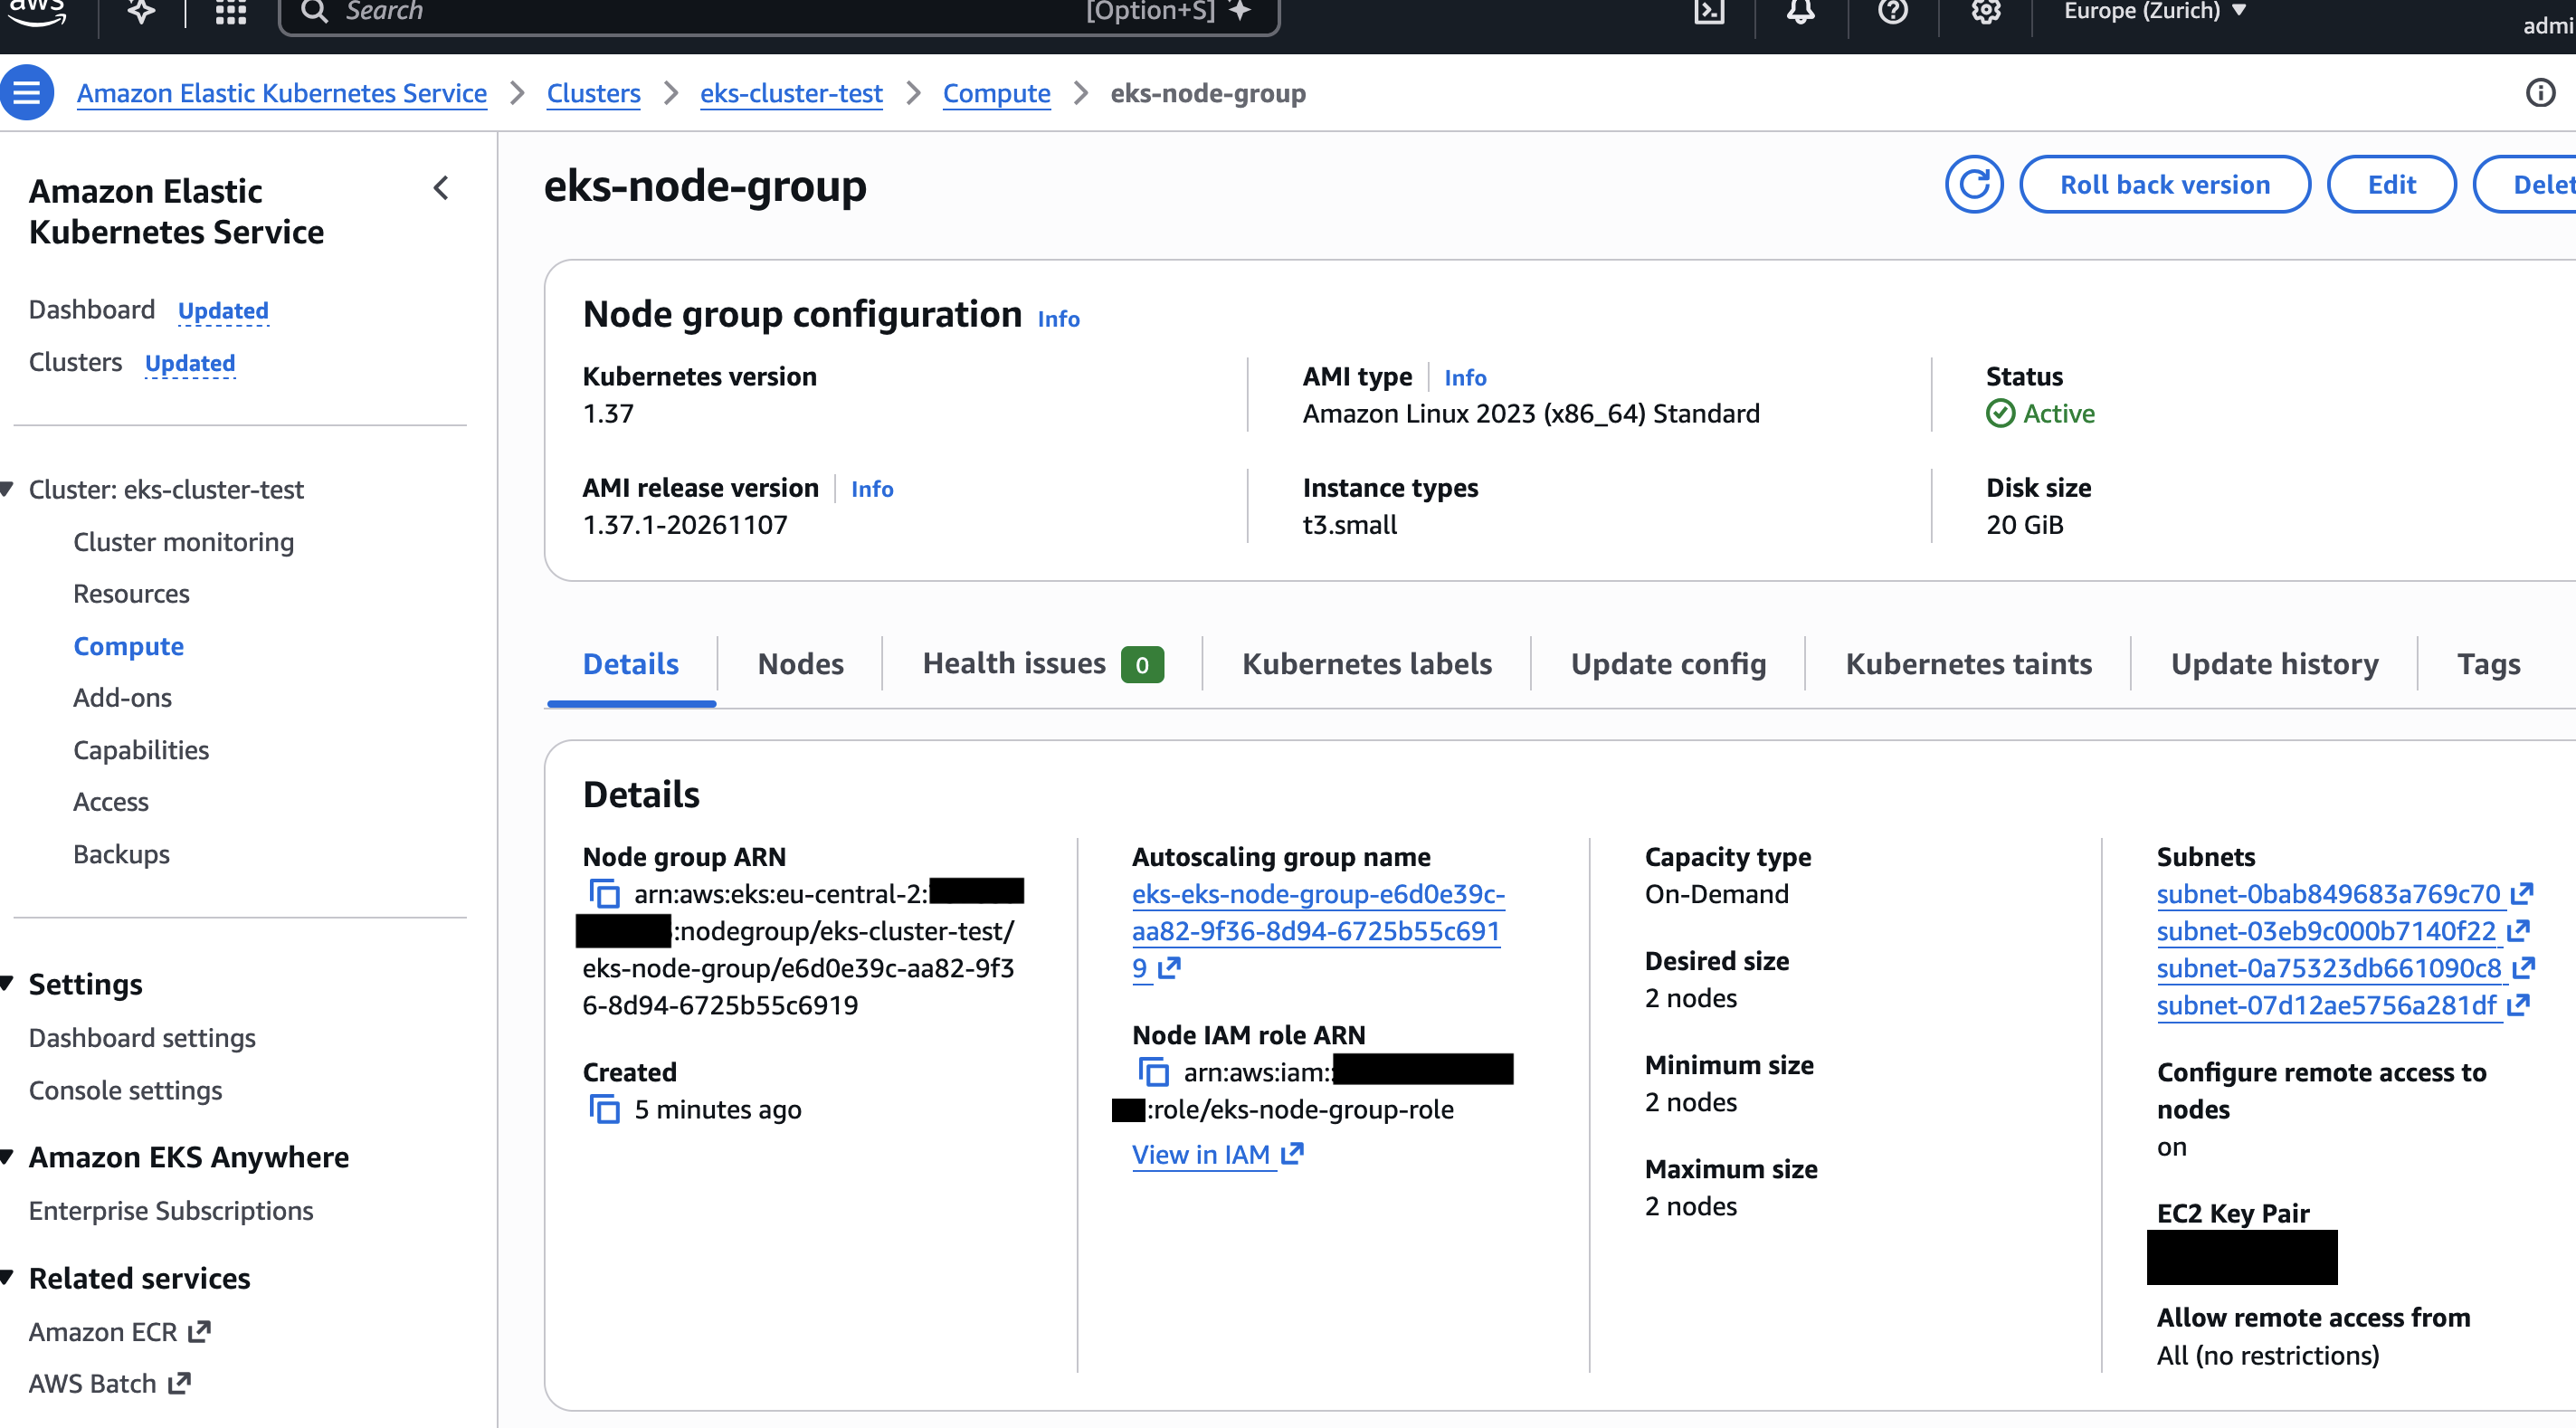 aws
Search [Option+S]
Europe (Zurich)
Amazon Elastic Kubernetes Service
Clusters
eks-cluster-test
Compute
eks-node-group
Amazon Elastic
Kubernetes Service
Dashboard Updated
Clusters Updated
Cluster: eks-cluster-test
Cluster monitoring
Resources
Compute
Add-ons
Capabilities
Access
Backups
Settings
Dashboard settings
Console settings
Amazon EKS Anywhere
Enterprise Subscriptions
Related services
Amazon ECR
AWS Batch
eks-node-group
Roll back version
Edit
Delet
Node group configuration Info
Kubernetes version
1.37
AMI type Info
Amazon Linux 2023 (x86_64) Standard
Status
Active
AMI release version Info
1.37.1-20261107
Instance types
t3.small
Disk size
20 GiB
Details
Nodes
Health issues 0
Kubernetes labels
Update config
Kubernetes taints
Update history
Tags
Details
Node group ARN
arn:aws:eks:eu-central-2:
:nodegroup/eks-cluster-test/
eks-node-group/e6d0e39c-aa82-9f3
6-8d94-6725b55c6919
Created
5 minutes ago
Autoscaling group name
eks-eks-node-group-e6d0e39c-
aa82-9f36-8d94-6725b55c691
9
Node IAM role ARN
arn:aws:iam::
:role/eks-node-group-role
View in IAM
Capacity type
On-Demand
Desired size
2 nodes
Minimum size
2 nodes
Maximum size
2 nodes
Subnets
subnet-0bab849683a769c70
subnet-03eb9c000b7140f22
subnet-0a75323db661090c8
subnet-07d12ae5756a281df
Configure remote access to
nodes
on
EC2 Key Pair
Allow remote access from
All (no restrictions)